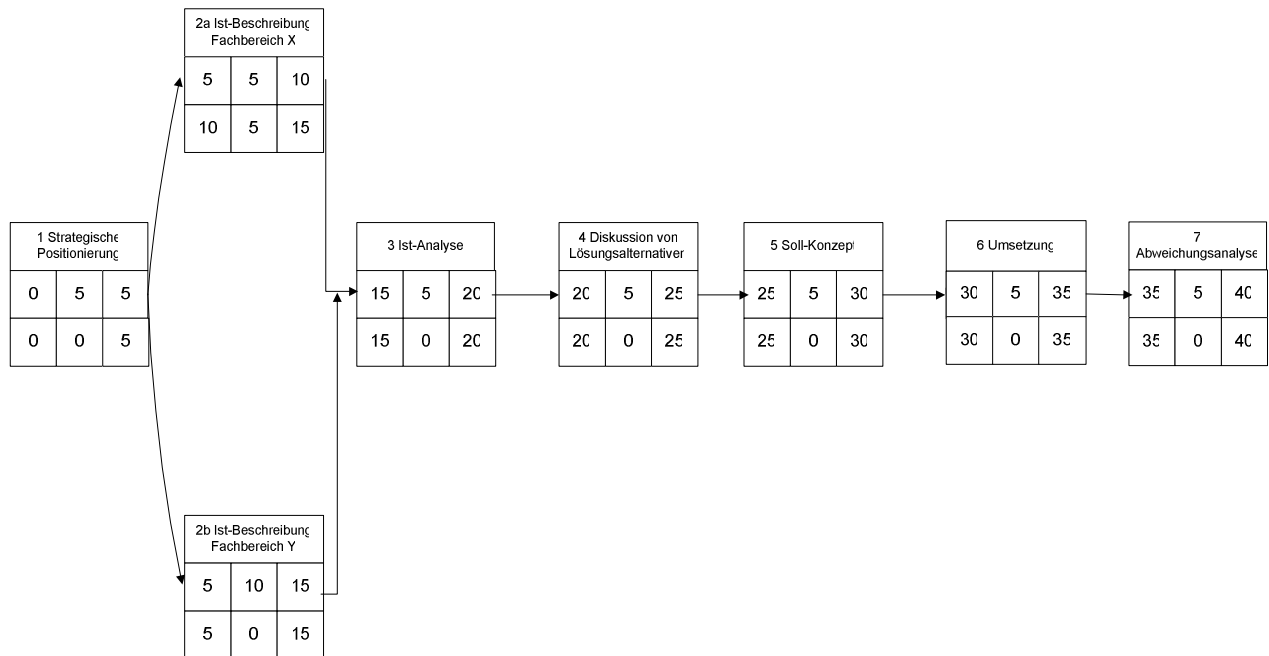 2a Ist-Beschreibung
Fachbereich X
5 5 10
10 5 15
1 Strategische
Positionierung
0 5 5
0 0 5
3 Ist-Analyse
15 5 20
15 0 20
4 Diskussion von
Lösungsalternativen
20 5 25
20 0 25
5 Soll-Konzept
25 5 30
25 0 30
6 Umsetzung
30 5 35
30 0 35
7
Abweichungsanalyse
35 5 40
35 0 40
2b Ist-Beschreibung
Fachbereich Y
5 10 15
5 0 15